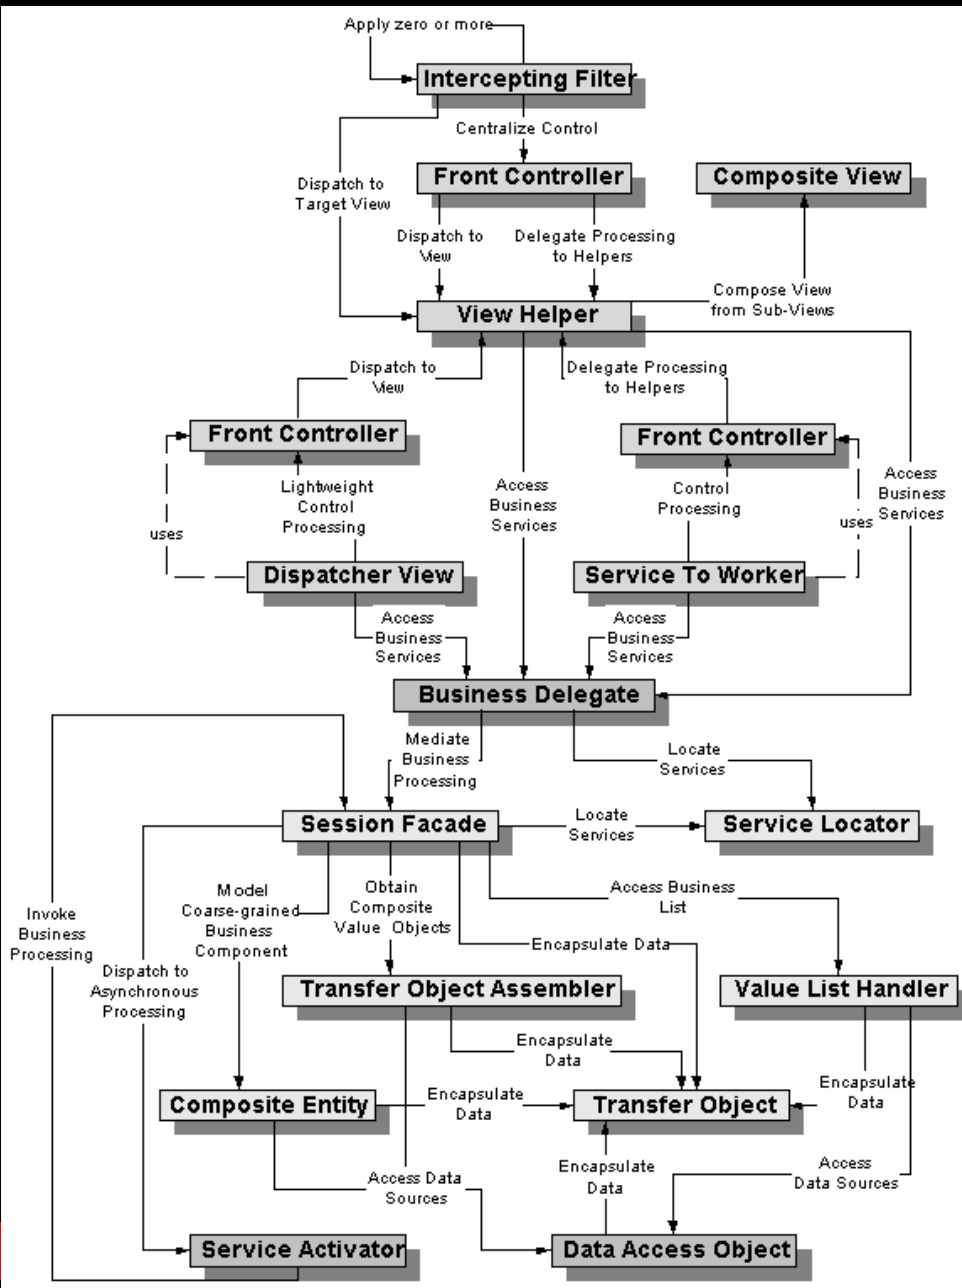 Apply zero or more
Intercepting Filter
Centralize Control
Front Controller
Composite View
Dispatch to
Target View
Dispatch to
View
Delegate Processing
to Helpers
Compose View
from Sub-Views
View Helper
Dispatch to
View
Delegate Processing
to Helpers
Front Controller
Front Controller
Lightweight
Control
Processing
Access
Business
Services
Control
Processing
Access
Business
Services
uses
uses
Dispatcher View
Service To Worker
Access
Business
Services
Access
Business
Services
Business Delegate
Mediate
Business
Processing
Locate
Services
Session Facade
Locate
Services
Service Locator
Model
Coarse-grained
Business
Component
Obtain
Composite
Value Objects
Access Business
List
Invoke
Business
Processing
Encapsulate Data
Dispatch to
Asynchronous
Processing
Transfer Object Assembler
Value List Handler
Encapsulate
Data
Encapsulate
Data
Composite Entity
Encapsulate
Data
Transfer Object
Access Data
Sources
Encapsulate
Data
Access
Data Sources
Service Activator
Data Access Object